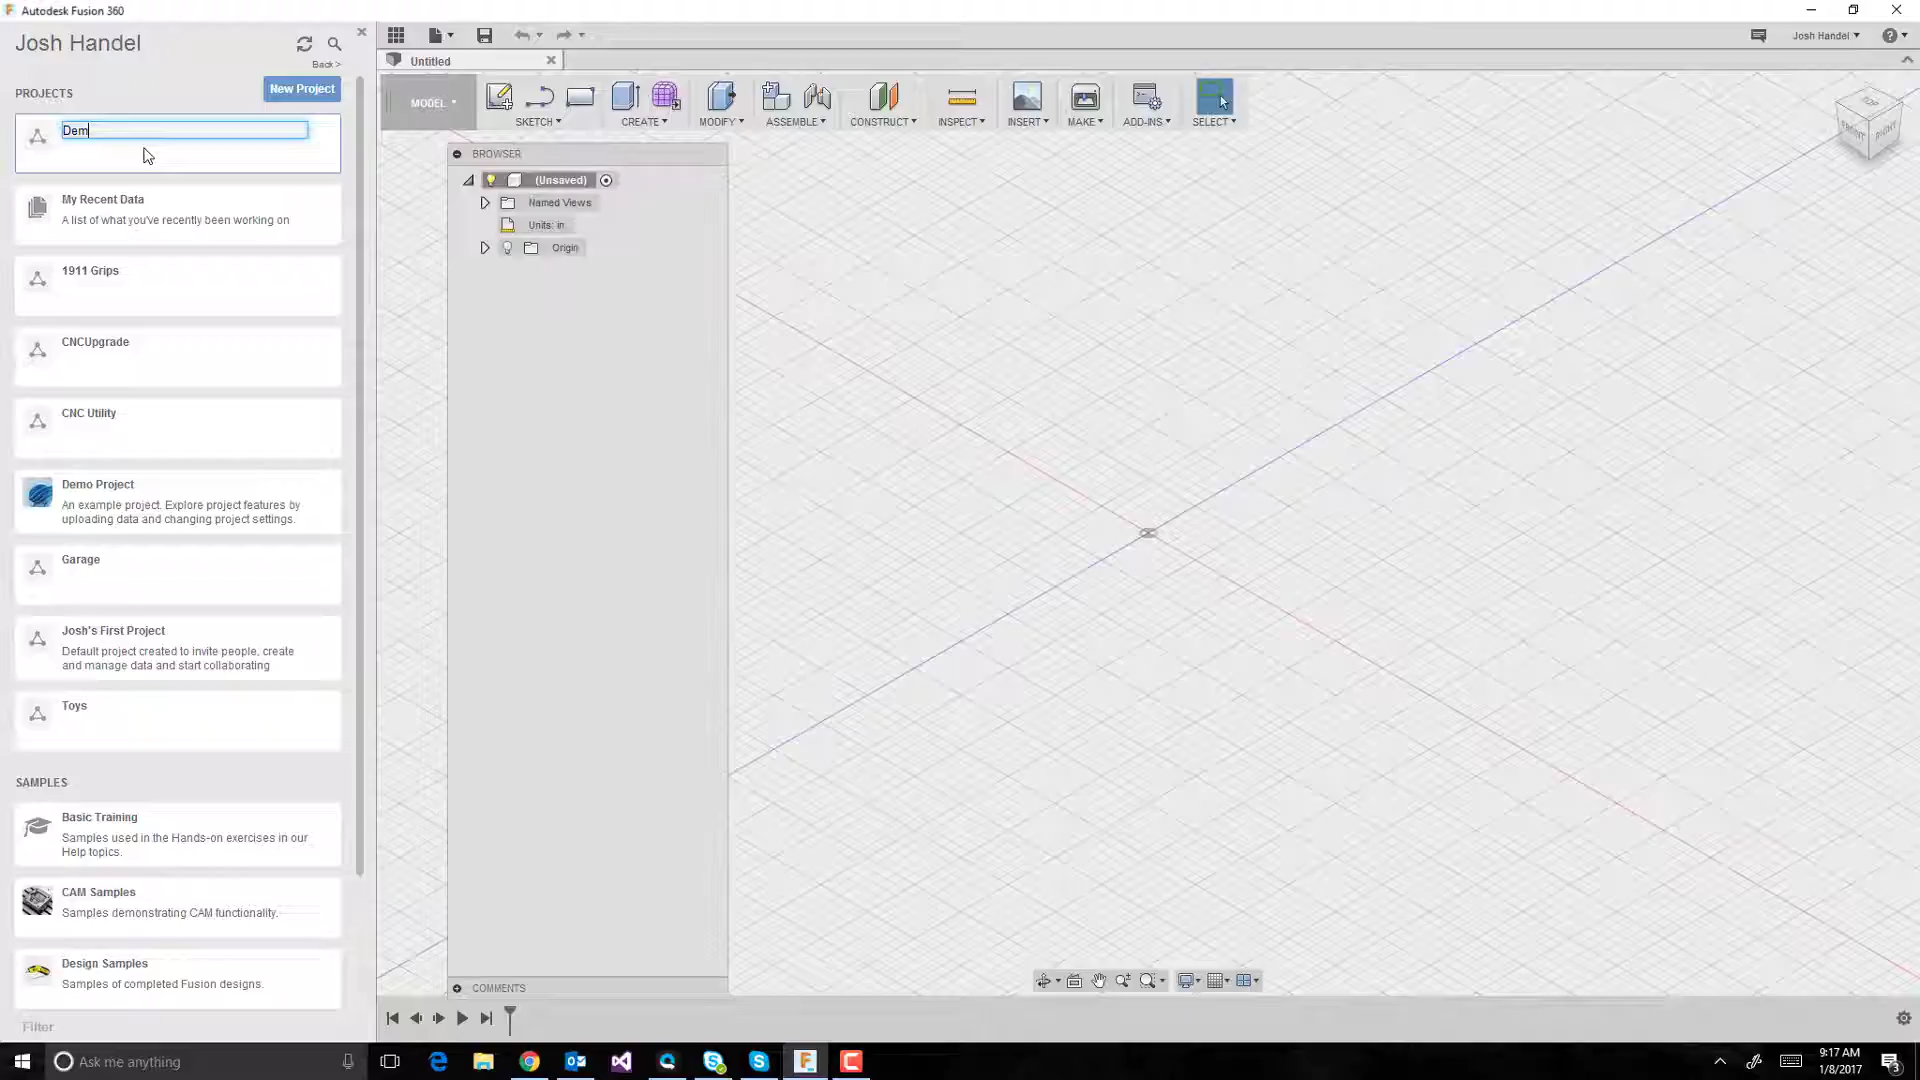 Autodesk Fusion 360
Josh Handel
Back >
PROJECTS
New Project
Dem
My Recent Data
A list of what you've recently been working on
1911 Grips
CNCUpgrade
CNC Utility
Demo Project
An example project. Explore project features by
uploading data and changing project settings.
Garage
Josh's First Project
Default project created to invite people, create
and manage data and start collaborating
Toys
SAMPLES
Basic Training
Samples used in the Hands-on exercises in our
Help topics.
CAM Samples
Samples demonstrating CAM functionality.
Design Samples
Samples of completed Fusion designs.
Filter
Josh Handel
Untitled
MODEL
SKETCH
CREATE
MODIFY
ASSEMBLE
CONSTRUCT
INSPECT
INSERT
MAKE
ADD-INS
SELECT
TOP
FRONT
RIGHT
BROWSER
(Unsaved)
Named Views
Units: in
Origin
COMMENTS
Ask me anything
9:17 AM
1/8/2017
3